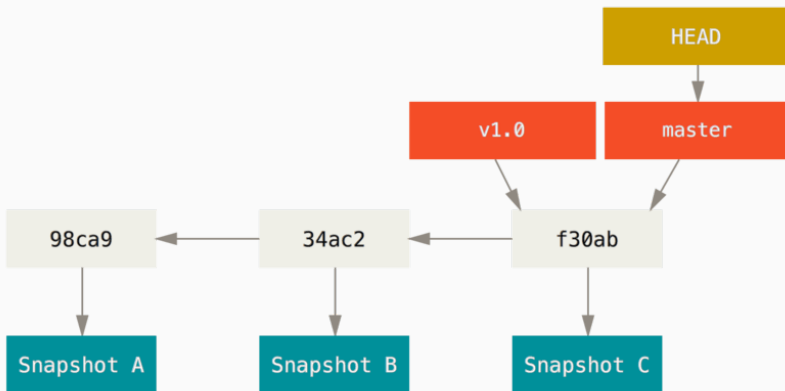 HEAD
v1.0
master
98ca9
34ac2
f30ab
Snapshot A
Snapshot B
Snapshot C